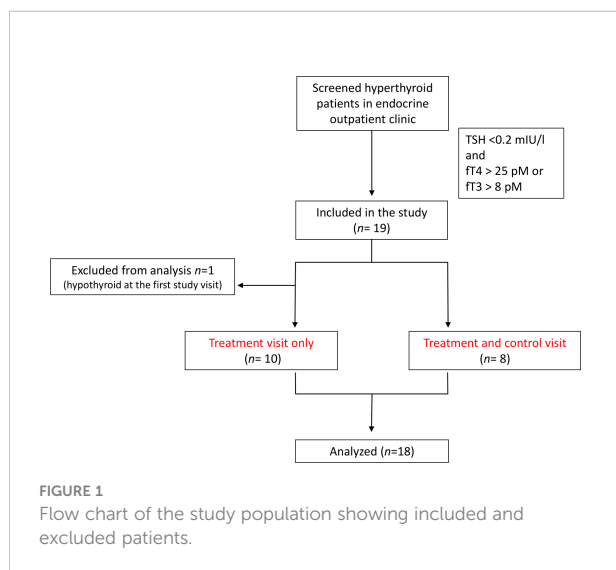 Screened hyperthyroid
patients in endocrine
outpatient clinic
TSH <0.2 mIU/l
and
fT4 > 25 pM or
fT3 > 8 pM
Included in the study
(n= 19)
Excluded from analysis n=1
(hypothyroid at the first study visit)
Treatment visit only
(n= 10)
Treatment and control visit
(n= 8)
Analyzed (n=18)
FIGURE 1
Flow chart of the study population showing included and
excluded patients.